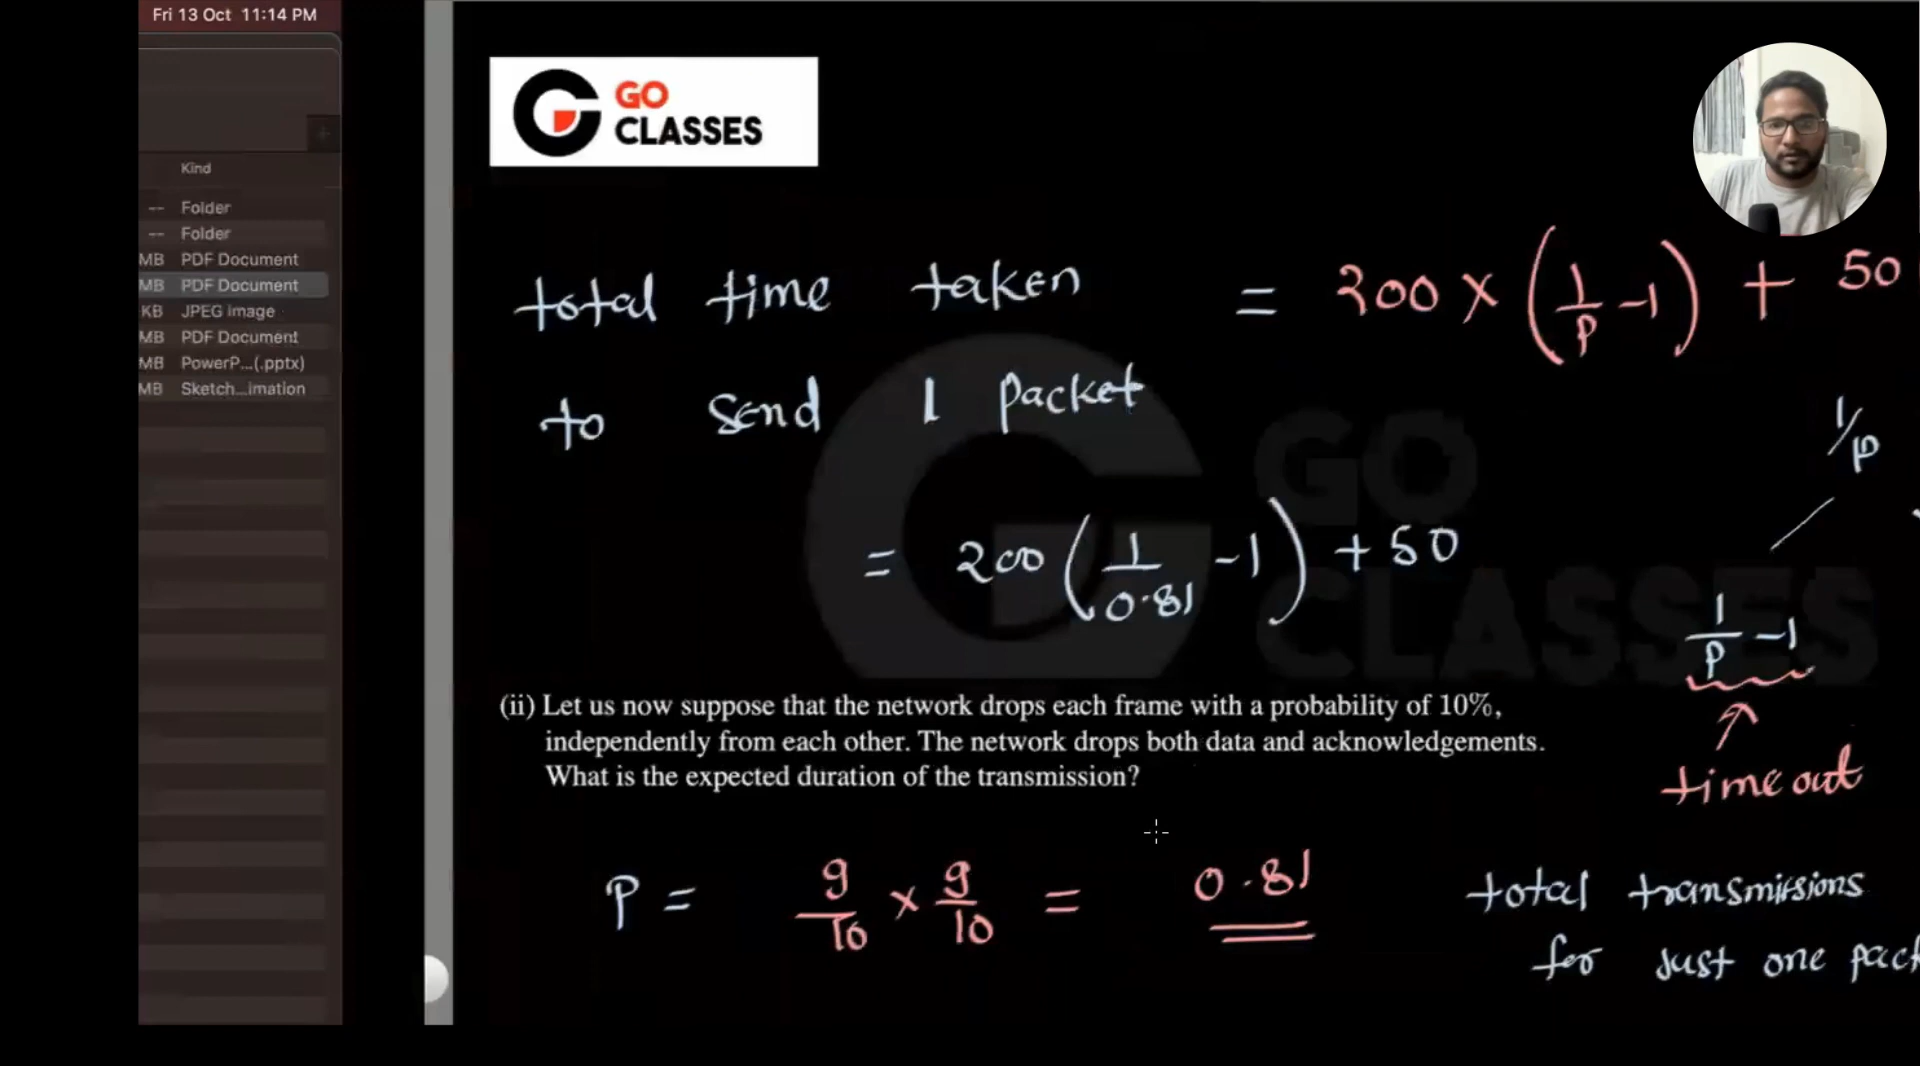 Fri 13 Oct 11:14 PM
GO
CLASSES
Kind
-- Folder
-- Folder
MB PDF Document
MB PDF Document
KB JPEG image
MB PDF Document
MB PowerP...(.pptx)
MB Sketch...imation
total time taken = 200 × (1/P - 1) + 50
to send 1 packet
1/P
= 200 (1/0.81 - 1) + 50
1/P - 1
time out
GO
CLASSES
(ii) Let us now suppose that the network drops each frame with a probability of 10%,
independently from each other. The network drops both data and acknowledgements.
What is the expected duration of the transmission?
P = 9/10 × 9/10 = 0.81
total transmissions
for just one pack